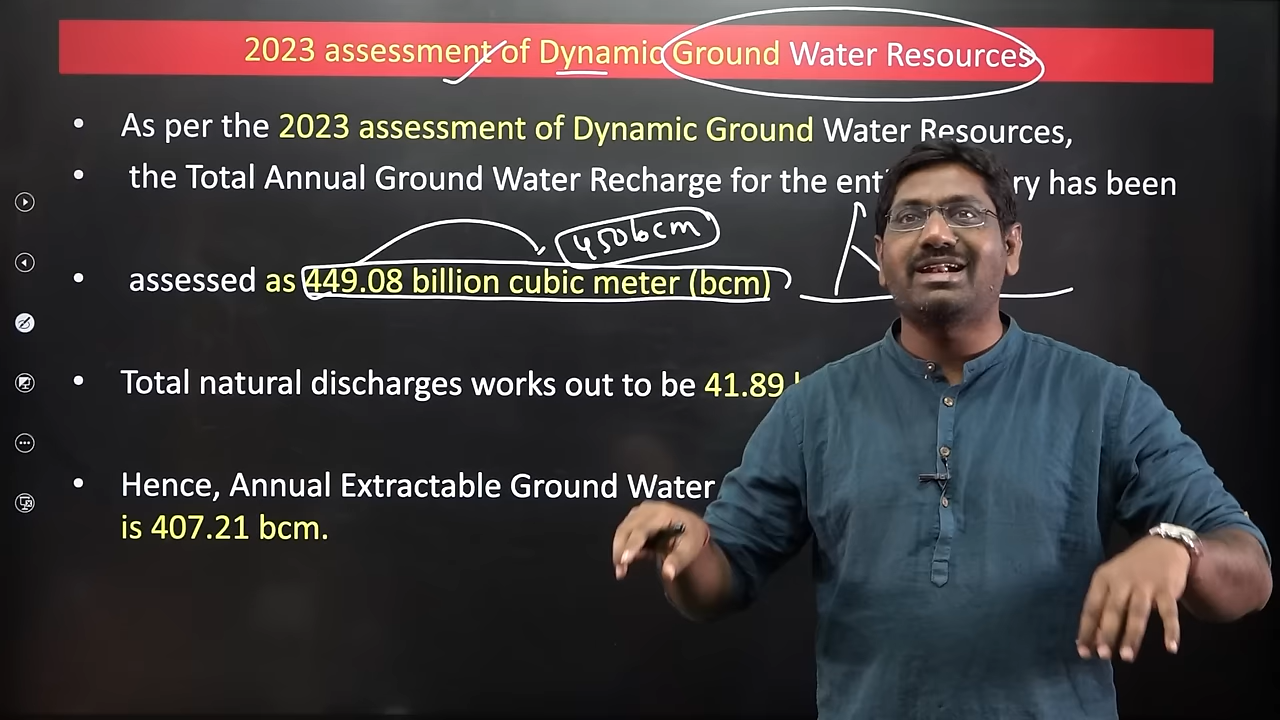 2023 assessment of Dynamic Ground Water Resources
• As per the 2023 assessment of Dynamic Ground Water Resources,
• the Total Annual Ground Water Recharge for the has been
450bcm
• assessed as 449.08 billion cubic meter (bcm)
• Total natural discharges works out to be 41.89
• Hence, Annual Extractable Ground Water
is 407.21 bcm.